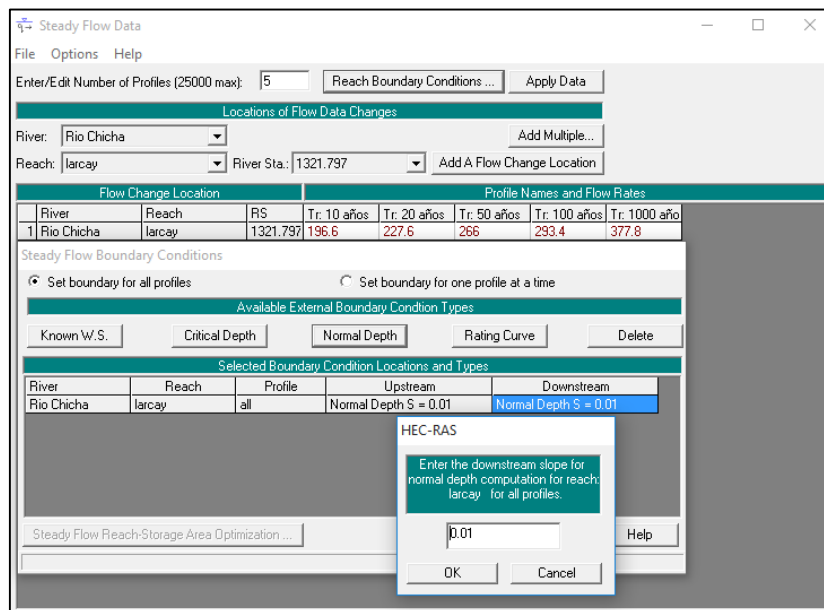 Steady Flow Data
File Options Help
Enter/Edit Number of Profiles (25000 max): 5 Reach Boundary Conditions ... Apply Data
Locations of Flow Data Changes
River: Rio Chicha Add Multiple...
Reach: larcay River Sta.: 1321.797 Add A Flow Change Location
Flow Change Location Profile Names and Flow Rates
River Reach RS Tr: 10 años Tr: 20 años Tr: 50 años Tr: 100 años Tr: 1000 año
1 Rio Chicha larcay 1321.797 196.6 227.6 266 293.4 377.8
Steady Flow Boundary Conditions
Set boundary for all profiles Set boundary for one profile at a time
Available External Boundary Condtion Types
Known W.S. Critical Depth Normal Depth Rating Curve Delete
Selected Boundary Condition Locations and Types
River Reach Profile Upstream Downstream
Rio Chicha larcay all Normal Depth S = 0.01 Normal Depth S = 0.01
HEC-RAS
Enter the downstream slope for
normal depth computation for reach:
larcay for all profiles.
0.01
OK Cancel
Steady Flow Reach-Storage Area Optimization ... Help